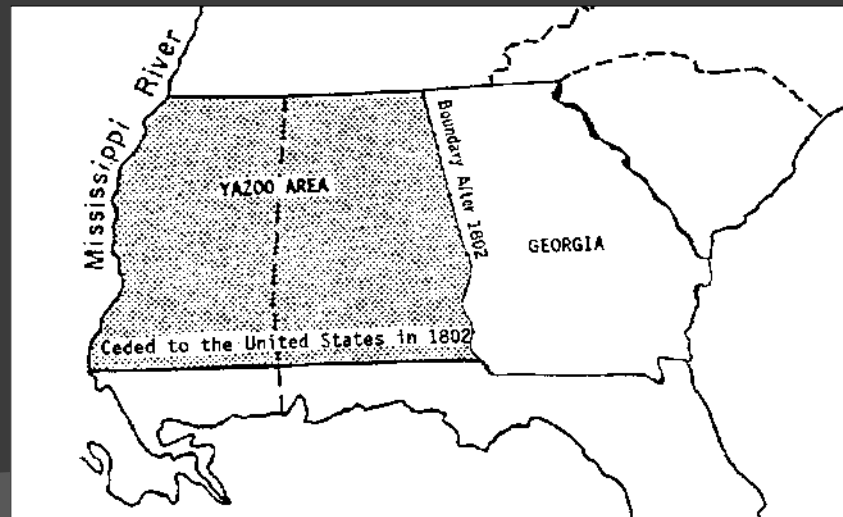 Mississippi River
YAZOO AREA
Boundary After 1802
GEORGIA
Ceded to the United States in 1802